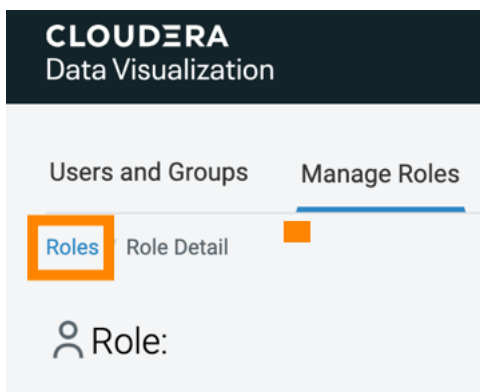 CLOUDERA
Data Visualization
Users and Groups Manage Roles
Roles / Role Detail
Role: